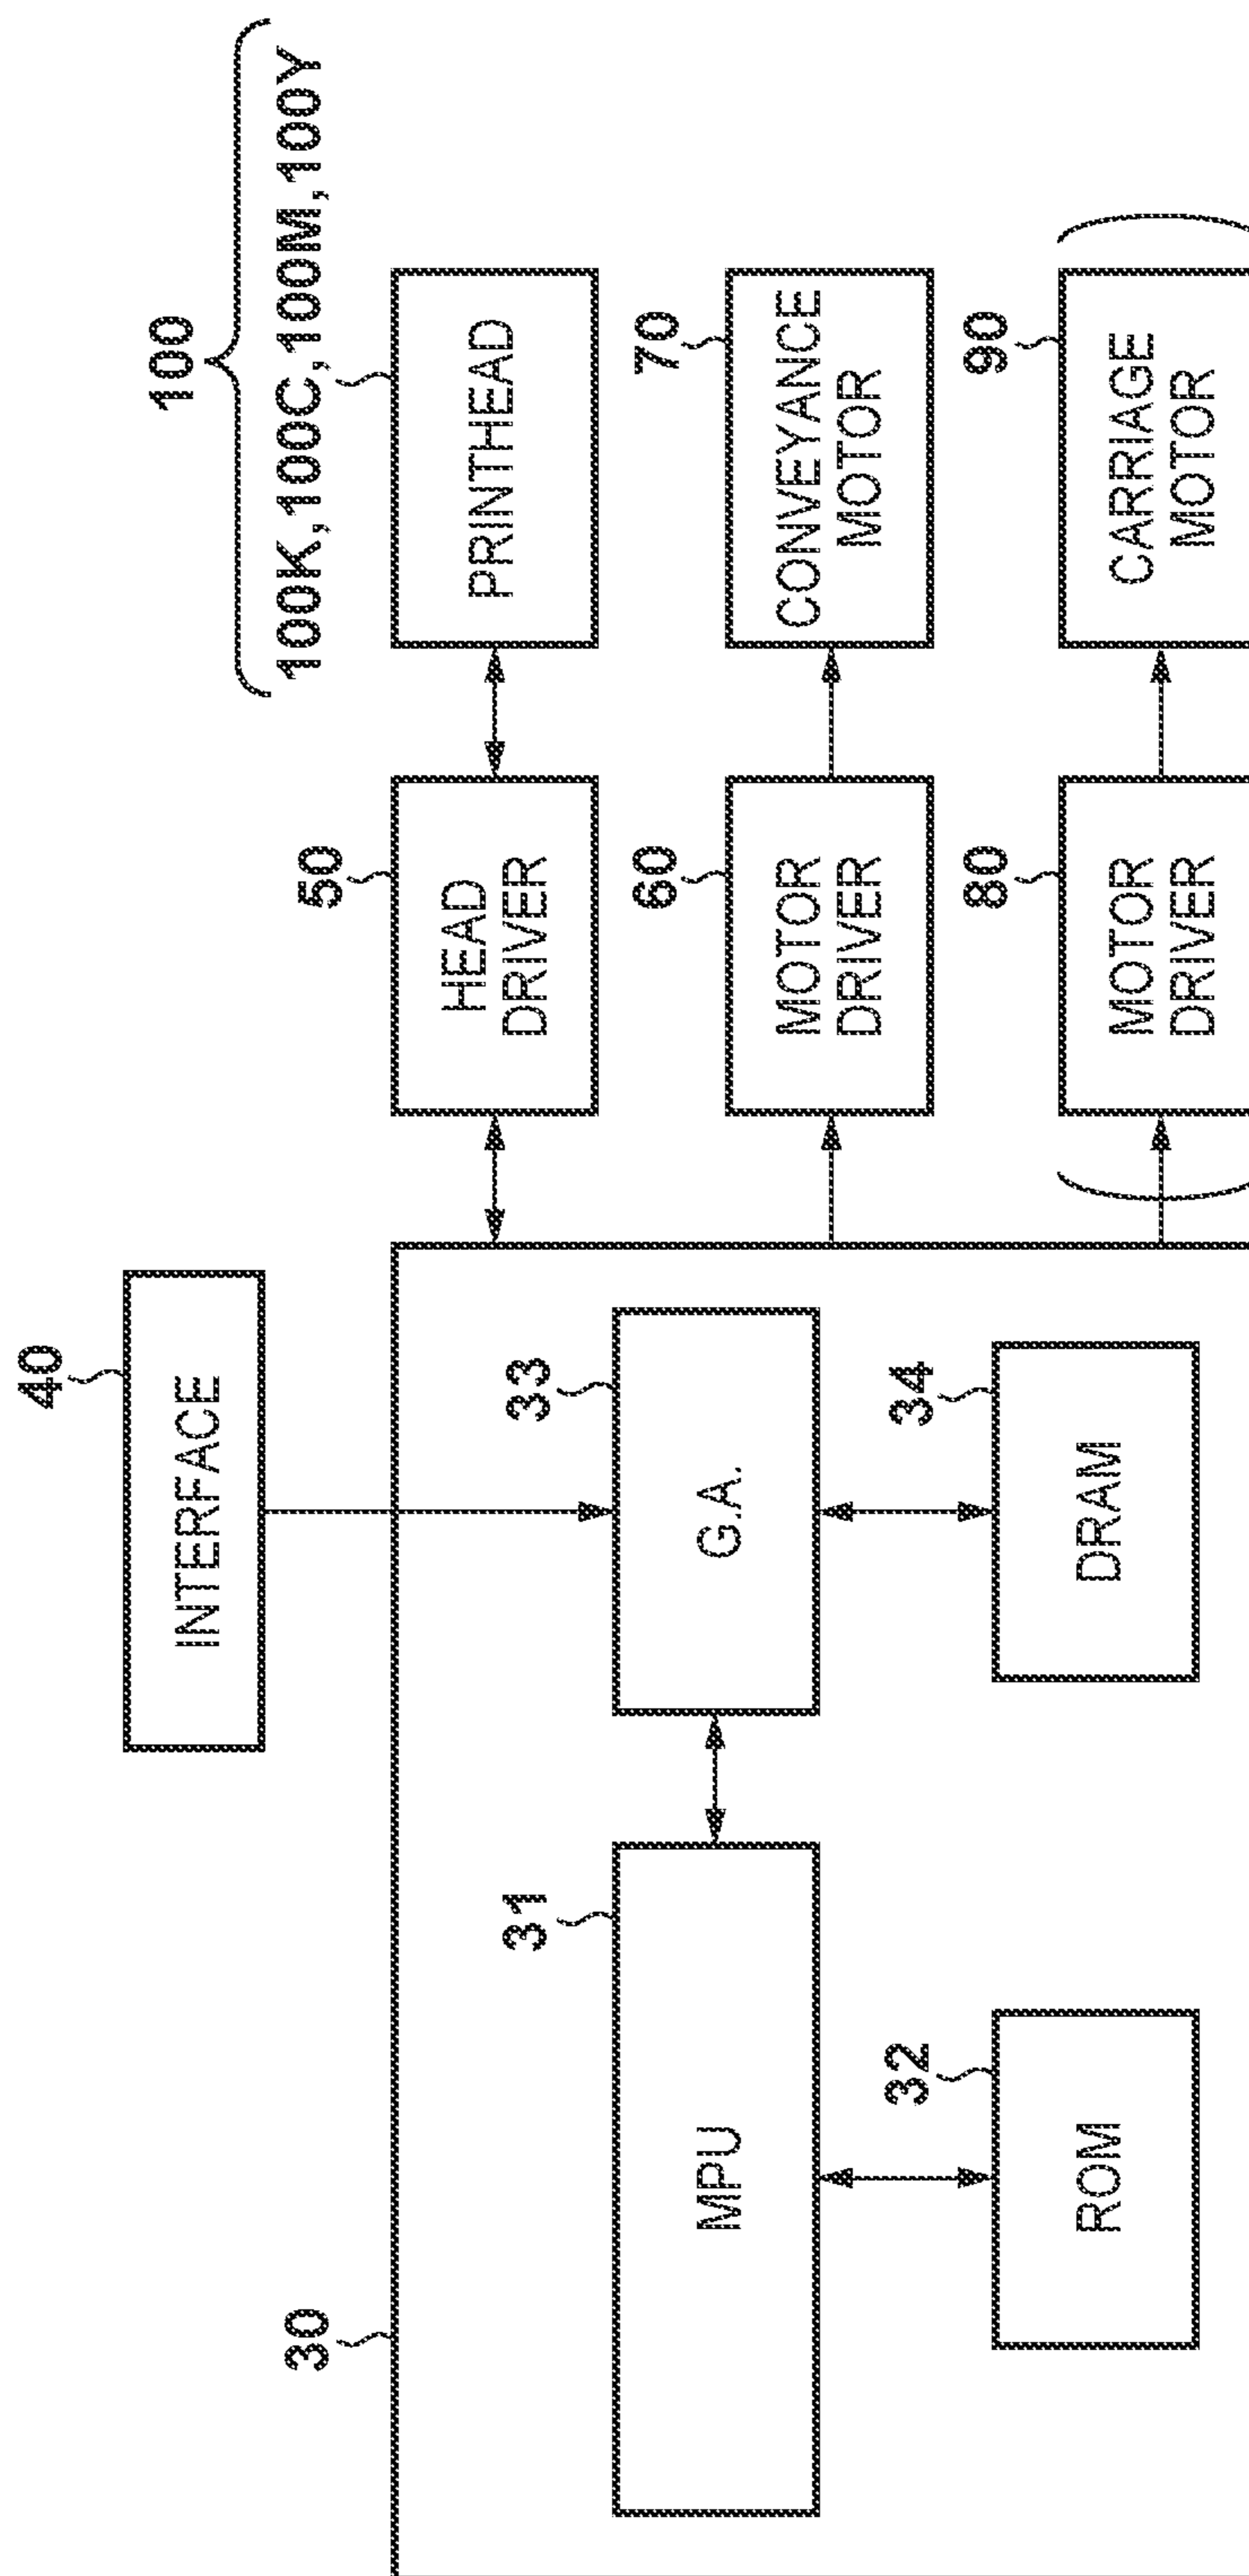 40
INTERFACE
100
100K,100C,100M,100Y
30
31
MPU
33
G.A.
50
HEAD
DRIVER
PRINTHEAD
32
ROM
34
DRAM
60
MOTOR
DRIVER
70
CONVEYANCE
MOTOR
80
MOTOR
DRIVER
90
CARRIAGE
MOTOR